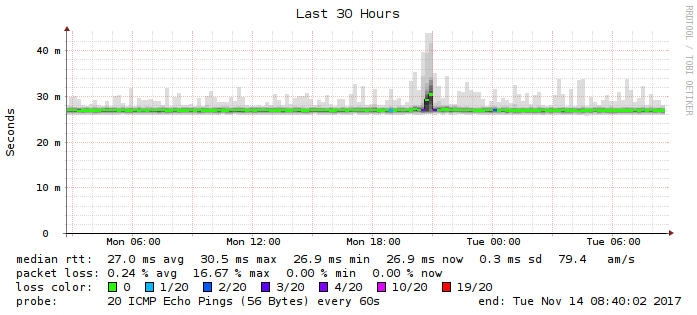 Last 30 Hours
RRDTOOL / TOBI OETIKER
Seconds
40 m
30 m
20 m
10 m
0
Mon 06:00 Mon 12:00 Mon 18:00 Tue 00:00 Tue 06:00
median rtt: 27.0 ms avg 30.5 ms max 26.9 ms min 26.9 ms now 0.3 ms sd 79.4 am/s
packet loss: 0.24 % avg 16.67 % max 0.00 % min 0.00 % now
loss color: 0 1/20 2/20 3/20 4/20 10/20 19/20
probe: 20 ICMP Echo Pings (56 Bytes) every 60s end: Tue Nov 14 08:40:02 2017